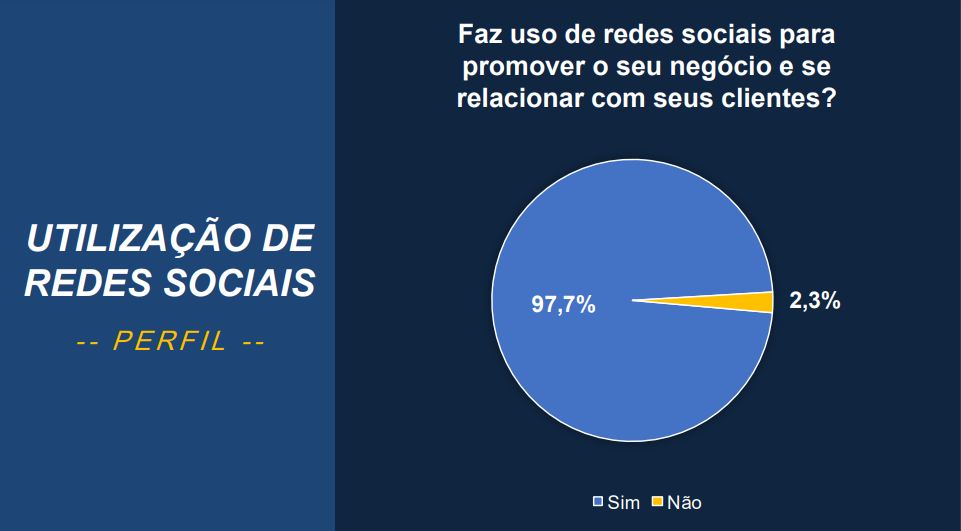 UTILIZAÇÃO DE
REDES SOCIAIS
-- PERFIL --
Faz uso de redes sociais para
promover o seu negócio e se
relacionar com seus clientes?
97,7%
2,3%
Sim Não